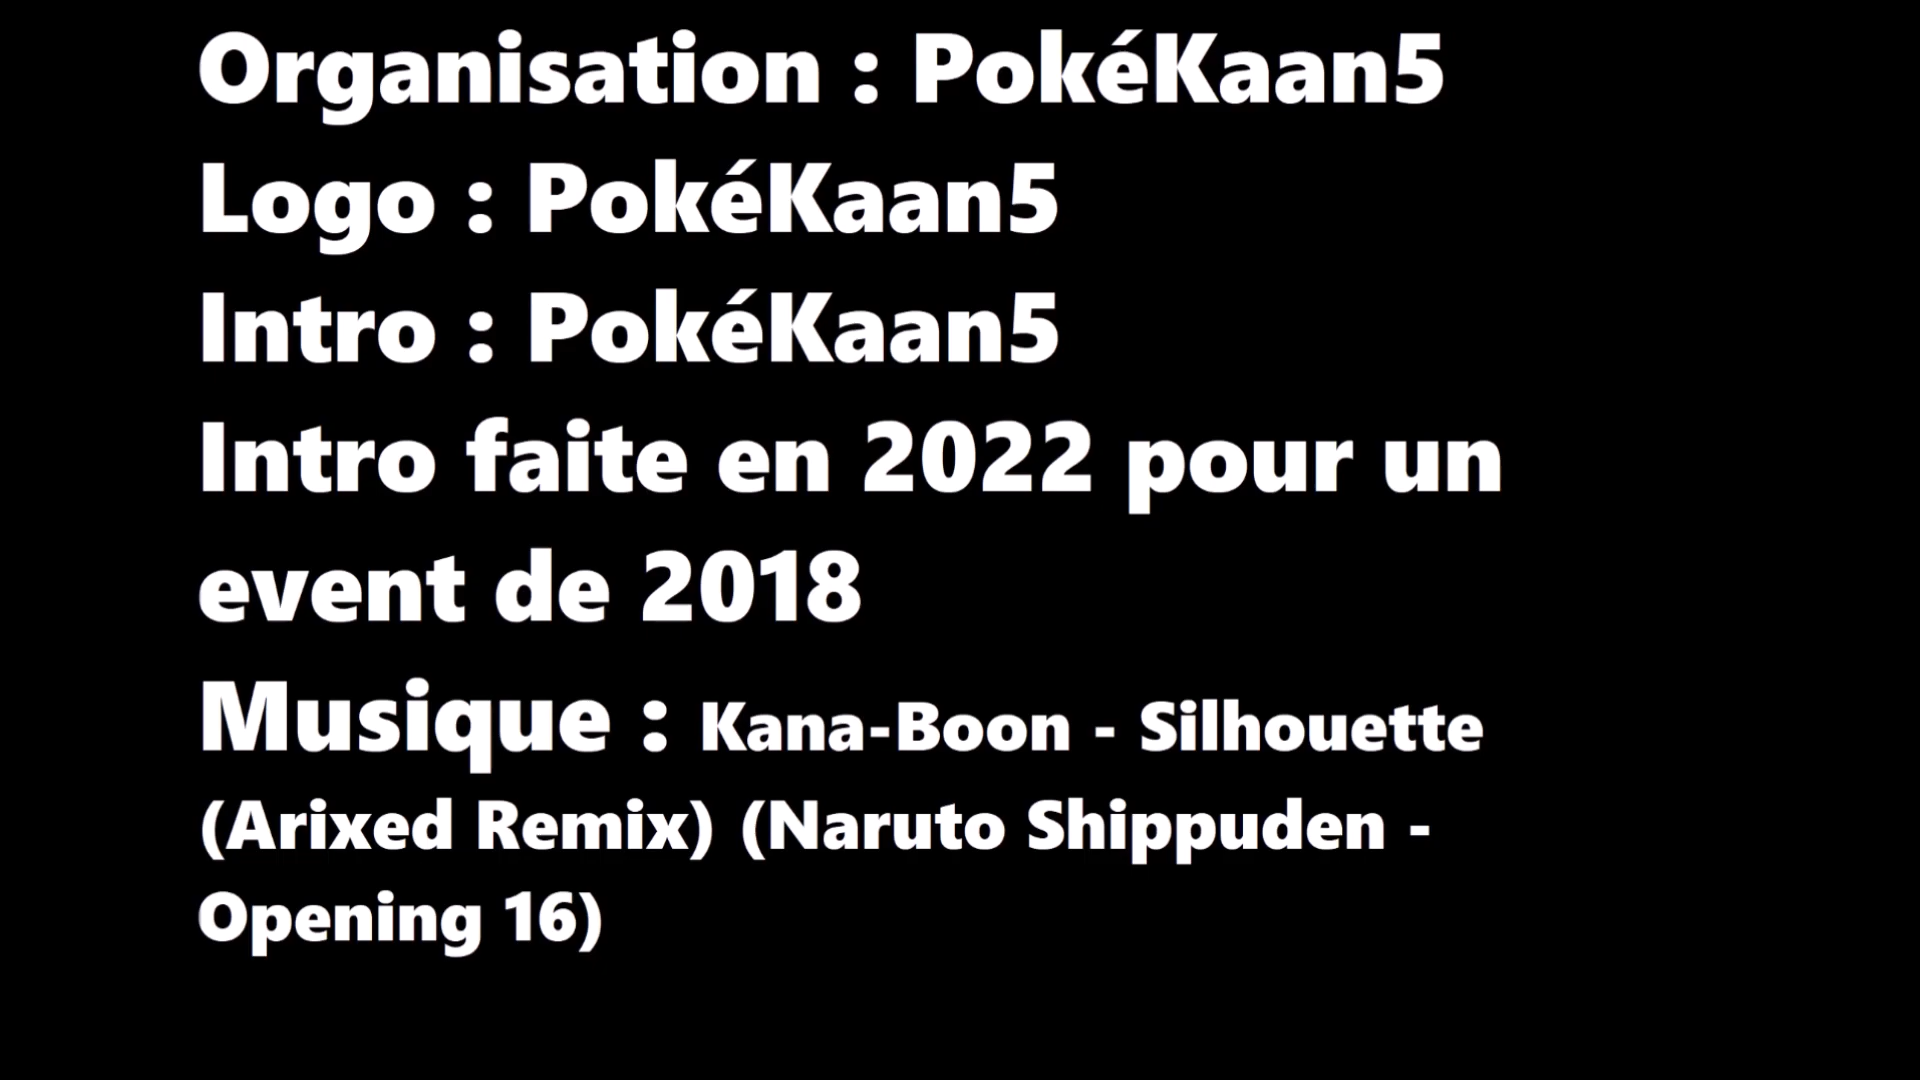 Organisation : PokéKaan5
Logo : PokéKaan5
Intro : PokéKaan5
Intro faite en 2022 pour un
event de 2018
Musique : Kana-Boon - Silhouette
(Arixed Remix) (Naruto Shippuden -
Opening 16)